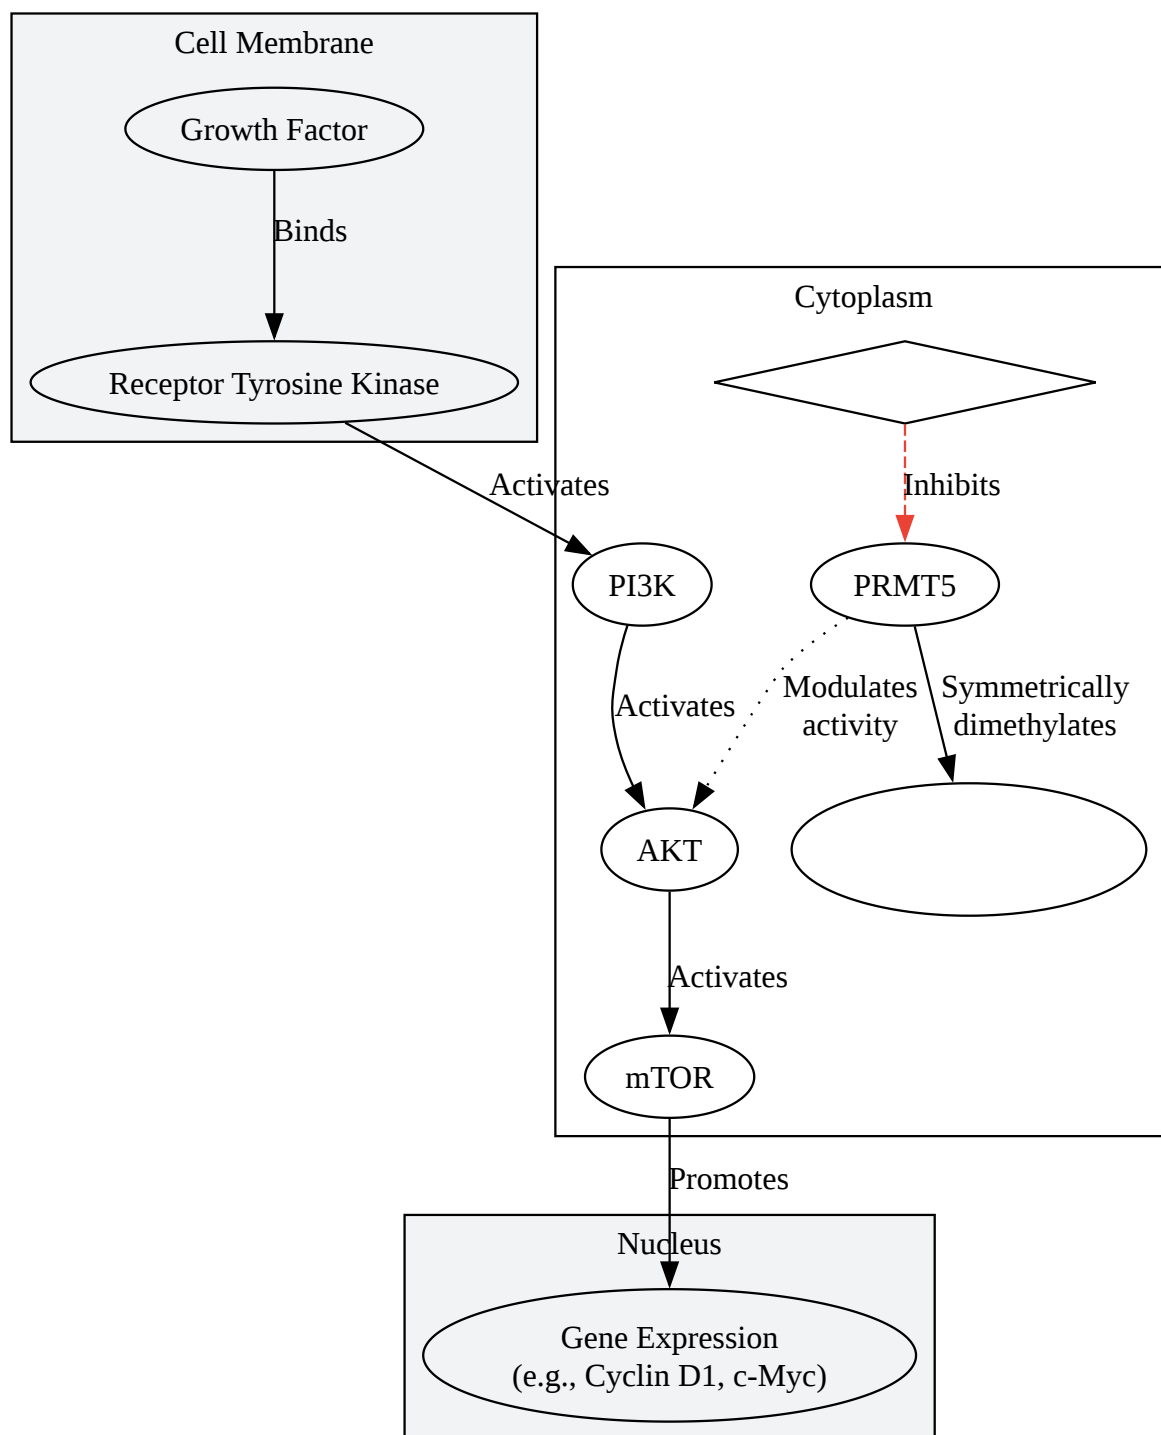 Cell Membrane
Growth Factor
Binds
Receptor Tyrosine Kinase
Cytoplasm
Activates
Inhibits
PI3K
PRMT5
Activates
Modulates
activity
Symmetrically
dimethylates
AKT
Activates
mTOR
Promotes
Nucleus
Gene Expression
(e.g., Cyclin D1, c-Myc)